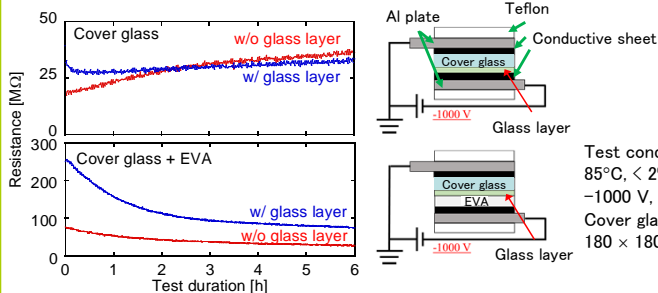 50
Cover glass
w/o glass layer
25
w/ glass layer
0
Resistance [MΩ]
300
Cover glass + EVA
200
100
w/ glass layer
w/o glass layer
0
0 1 2 3 4 5 6
Test duration [h]
Al plate
Teflon
Conductive sheet
Cover glass
-1000 V
Glass layer
Cover glass
EVA
-1000 V
Glass layer
Test cond
85°C, < 2
-1000 V,
Cover glas
180 × 180